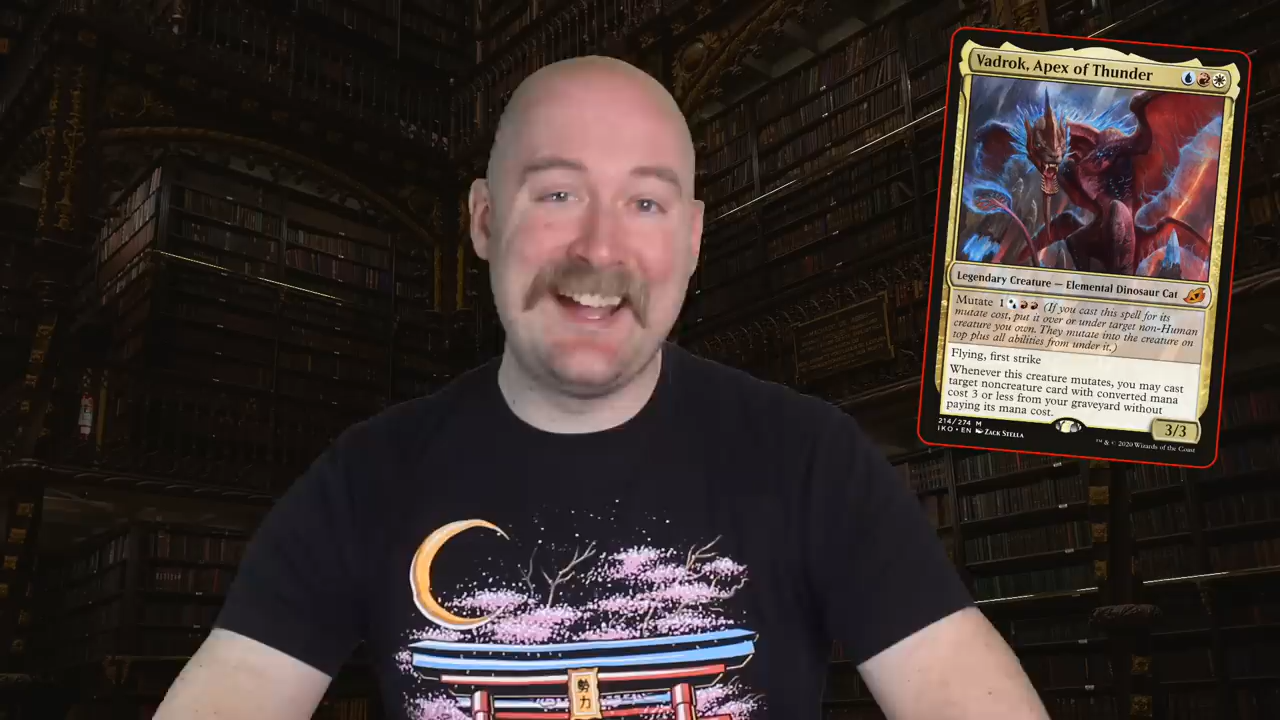 Vadrok, Apex of Thunder
Legendary Creature — Elemental Dinosaur Cat
Mutate 1 (If you cast this spell for its
mutate cost, put it over or under target non-Human
creature you own. They mutate into the creature on
top plus all abilities from under it.)
Flying, first strike
Whenever this creature mutates, you may cast
target noncreature card with converted mana
cost 3 or less from your graveyard without
paying its mana cost.
3/3
214/274 M
IKO • EN Zack Stella
™ & © 2020 Wizards of the Coast
勢
力